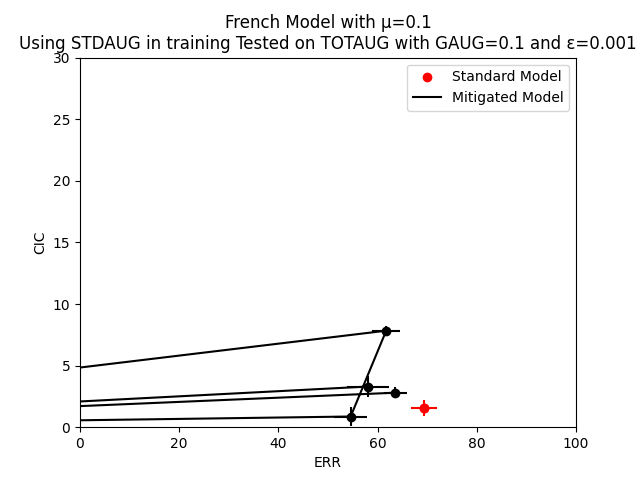 French Model with μ=0.1
Using STDAUG in training Tested on TOTAUG with GAUG=0.1 and ε=0.001
Standard Model
Mitigated Model
30
25
20
15
10
5
0
CIC
0 20 40 60 80 100
ERR